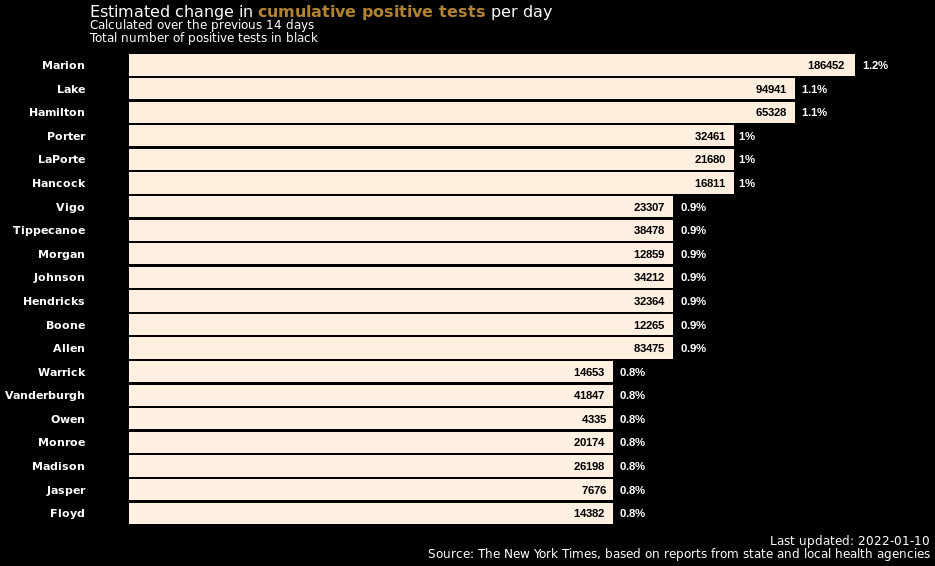 Estimated change in cumulative positive tests per day
Calculated over the previous 14 days
Total number of positive tests in black
Marion 186452 1.2%
Lake 94941 1.1%
Hamilton 65328 1.1%
Porter 32461 1%
LaPorte 21680 1%
Hancock 16811 1%
Vigo 23307 0.9%
Tippecanoe 38478 0.9%
Morgan 12859 0.9%
Johnson 34212 0.9%
Hendricks 32364 0.9%
Boone 12265 0.9%
Allen 83475 0.9%
Warrick 14653 0.8%
Vanderburgh 41847 0.8%
Owen 4335 0.8%
Monroe 20174 0.8%
Madison 26198 0.8%
Jasper 7676 0.8%
Floyd 14382 0.8%
Last updated: 2022-01-10
Source: The New York Times, based on reports from state and local health agencies